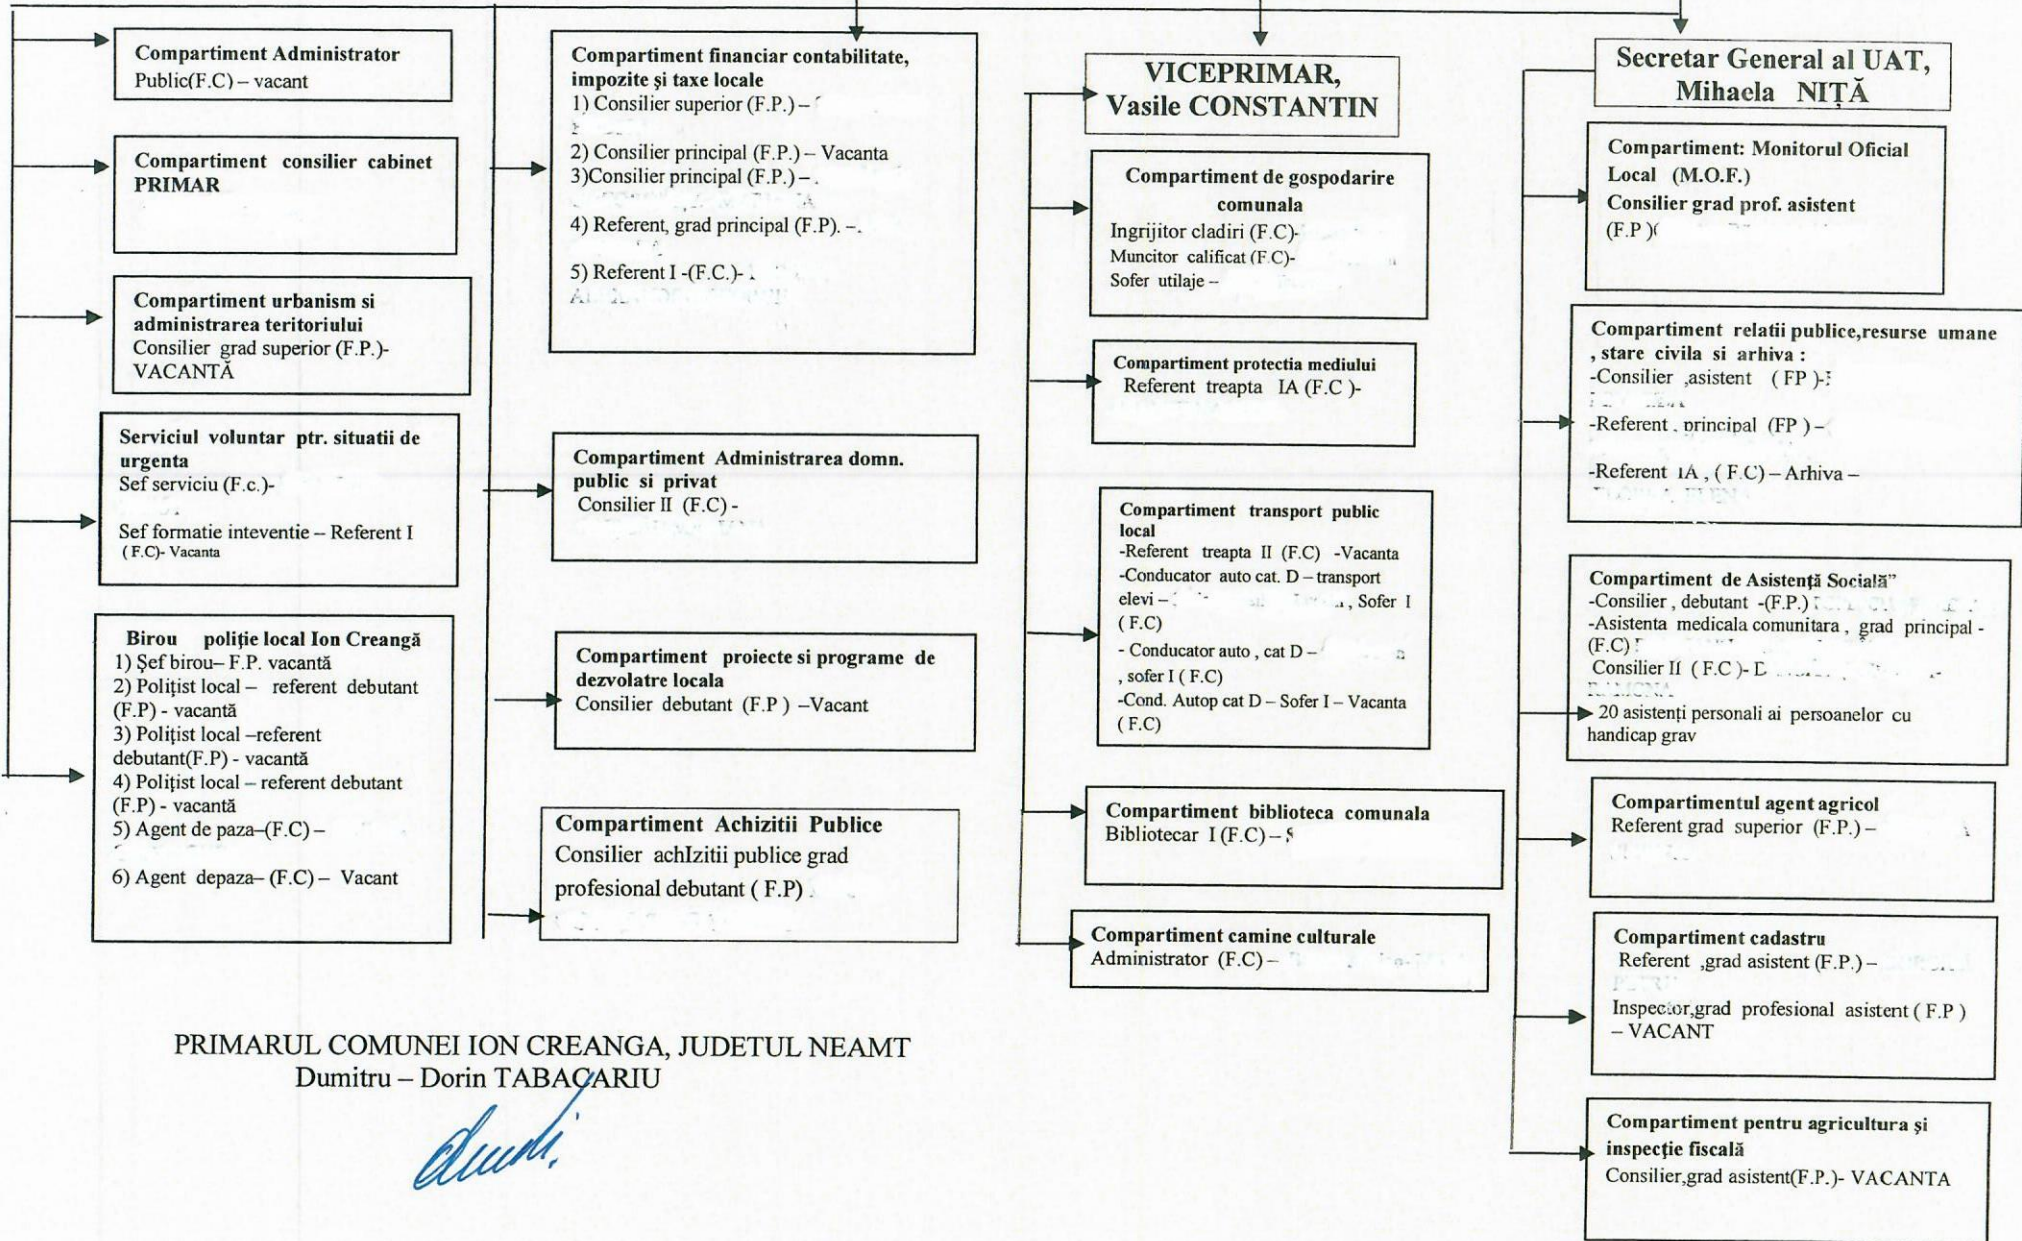 Compartiment Administrator
Public(F.C) – vacant
Compartiment consilier cabinet
PRIMAR
Compartiment urbanism si
administrarea teritoriului
Consilier grad superior (F.P.)-
VACANTĂ
Serviciul voluntar ptr. situatii de
urgenta
Sef serviciu (F.c.)-
Sef formatie inteventie – Referent I
( F.C)- Vacanta
Birou poliţie local Ion Creangă
1) Şef birou– F.P. vacantă
2) Poliţist local – referent debutant
(F.P) - vacantă
3) Poliţist local –referent
debutant(F.P) - vacantă
4) Poliţist local – referent debutant
(F.P) - vacantă
5) Agent de paza–(F.C) –
6) Agent depaza– (F.C) – Vacant
Compartiment financiar contabilitate,
impozite şi taxe locale
1) Consilier superior (F.P.) –
2) Consilier principal (F.P.) – Vacanta
3)Consilier principal (F.P.) –
4) Referent, grad principal (F.P). –
5) Referent I -(F.C.)-
Compartiment Administrarea domn.
public si privat
Consilier II (F.C) -
Compartiment proiecte si programe de
dezvolatre locala
Consilier debutant (F.P ) –Vacant
Compartiment Achizitii Publice
Consilier achIzitii publice grad
profesional debutant ( F.P)
VICEPRIMAR,
Vasile CONSTANTIN
Compartiment de gospodarire
comunala
Ingrijitor cladiri (F.C)-
Muncitor calificat (F.C)-
Sofer utilaje –
Compartiment protectia mediului
Referent treapta IA (F.C )-
Compartiment transport public
local
-Referent treapta II (F.C) -Vacanta
-Conducator auto cat. D – transport
elevi – , Sofer I
( F.C)
- Conducator auto , cat D –
, sofer I ( F.C)
-Cond. Autop cat D – Sofer I – Vacanta
( F.C)
Compartiment biblioteca comunala
Bibliotecar I (F.C) –
Compartiment camine culturale
Administrator (F.C) –
Secretar General al UAT,
Mihaela NIŢĂ
Compartiment: Monitorul Oficial
Local (M.O.F.)
Consilier grad prof. asistent
(F.P )(
Compartiment relatii publice,resurse umane
, stare civila si arhiva :
-Consilier ,asistent ( FP )-
-Referent , principal (FP ) –
-Referent IA , ( F.C) – Arhiva –
Compartiment de Asistenţă Socială”
-Consilier , debutant -(F.P.)
-Asistenta medicala comunitara , grad principal -
(F.C)
Consilier II ( F.C )- D
20 asistenţi personali ai persoanelor cu
handicap grav
Compartimentul agent agricol
Referent grad superior (F.P.) –
Compartiment cadastru
Referent ,grad asistent (F.P.) –
Inspector,grad profesional asistent ( F.P )
– VACANT
Compartiment pentru agricultura şi
inspecţie fiscală
Consilier,grad asistent(F.P.)- VACANTA
PRIMARUL COMUNEI ION CREANGA, JUDETUL NEAMT
Dumitru – Dorin TABACARIU